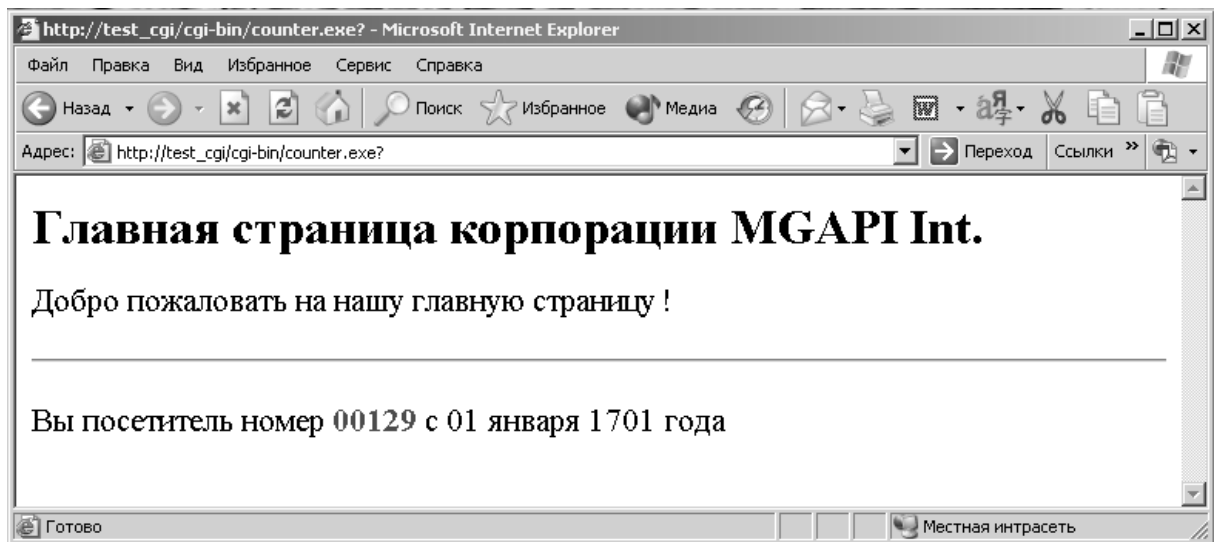 http://test_cgi/cgi-bin/counter.exe? - Microsoft Internet Explorer
Файл Правка Вид Избранное Сервис Справка
Назад Поиск Избранное Медиа
Адрес: http://test_cgi/cgi-bin/counter.exe? Переход Ссылки »
Главная страница корпорации MGAPI Int.
Добро пожаловать на нашу главную страницу !
Вы посетитель номер 00129 с 01 января 1701 года
Готово Местная интрасеть